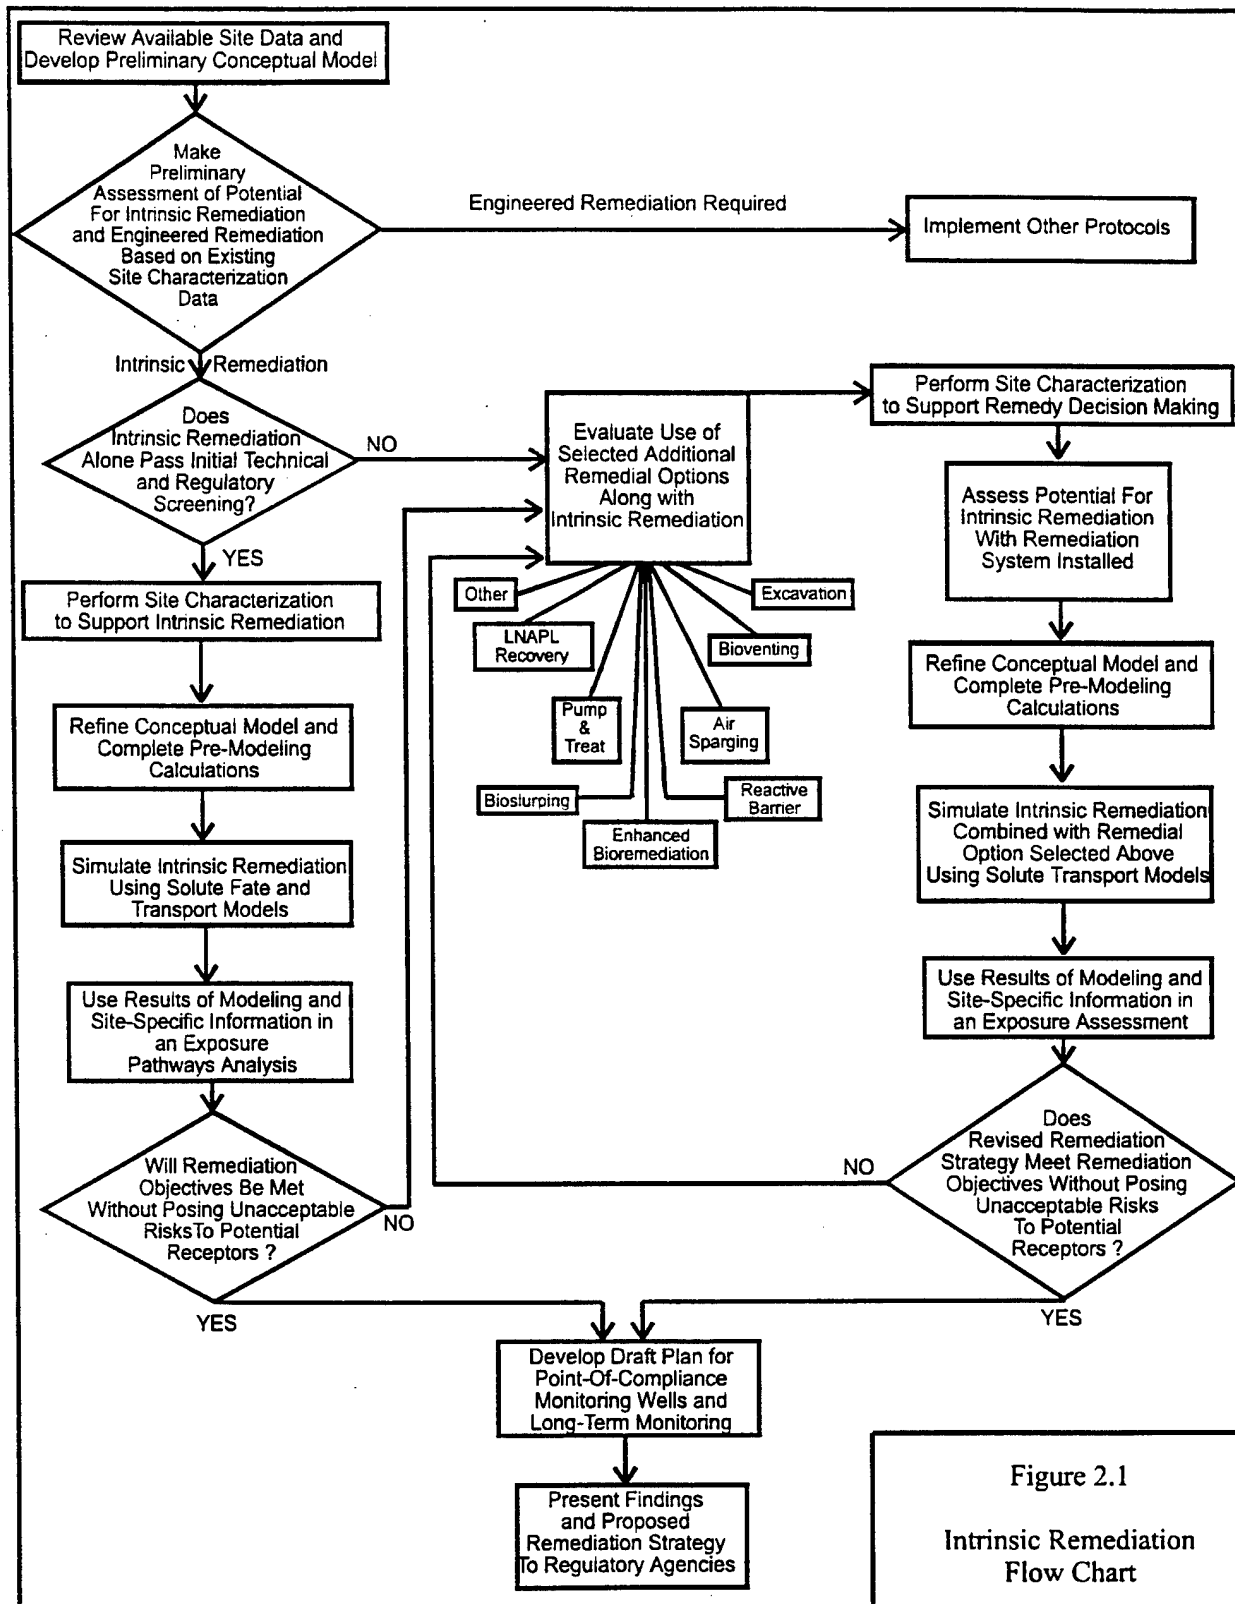 Review Available Site Data and
Develop Preliminary Conceptual Model
Make
Preliminary
Assessment of Potential
For Intrinsic Remediation
and Engineered Remediation
Based on Existing
Site Characterization
Data
Engineered Remediation Required
Implement Other Protocols
Intrinsic Remediation
Does
Intrinsic Remediation
Alone Pass Initial Technical
and Regulatory
Screening?
NO
YES
Perform Site Characterization
to Support Intrinsic Remediation
Refine Conceptual Model and
Complete Pre-Modeling
Calculations
Simulate Intrinsic Remediation
Using Solute Fate and
Transport Models
Use Results of Modeling and
Site-Specific Information in
an Exposure
Pathways Analysis
Will Remediation
Objectives Be Met
Without Posing Unacceptable
RisksTo Potential
Receptors ?
NO
YES
Evaluate Use of
Selected Additional
Remedial Options
Along with
Intrinsic Remediation
Other
Excavation
LNAPL
Recovery
Bioventing
Pump
&
Treat
Air
Sparging
Bioslurping
Reactive
Barrier
Enhanced
Bioremediation
Perform Site Characterization
to Support Remedy Decision Making
Assess Potential For
Intrinsic Remediation
With Remediation
System Installed
Refine Conceptual Model and
Complete Pre-Modeling
Calculations
Simulate Intrinsic Remediation
Combined with Remedial
Option Selected Above
Using Solute Transport Models
Use Results of Modeling and
Site-Specific Information in
an Exposure Assessment
Does
Revised Remediation
Strategy Meet Remediation
Objectives Without Posing
Unacceptable Risks
To Potential
Receptors ?
NO
YES
Develop Draft Plan for
Point-Of-Compliance
Monitoring Wells and
Long-Term Monitoring
Present Findings
and Proposed
Remediation Strategy
To Regulatory Agencies
Figure 2.1
Intrinsic Remediation
Flow Chart